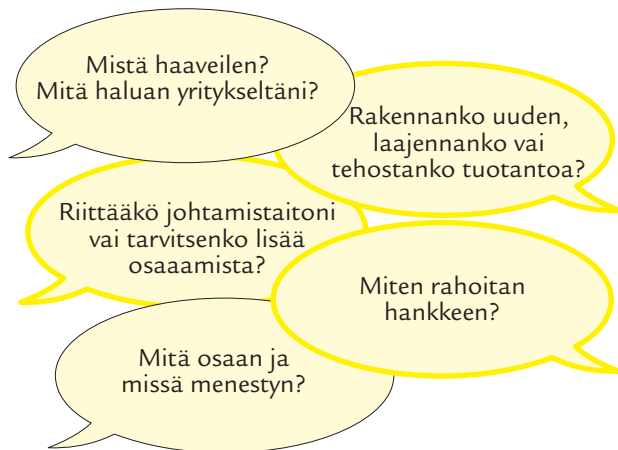 Mistä haaveilen?
Mitä haluan yritykseltäni?
Rakennanko uuden,
laajennanko vai
tehostanko tuotantoa?
Riittääkö johtamistaitoni
vai tarvitsenko lisää
osaaamista?
Miten rahoitan
hankkeen?
Mitä osaan ja
missä menestyn?